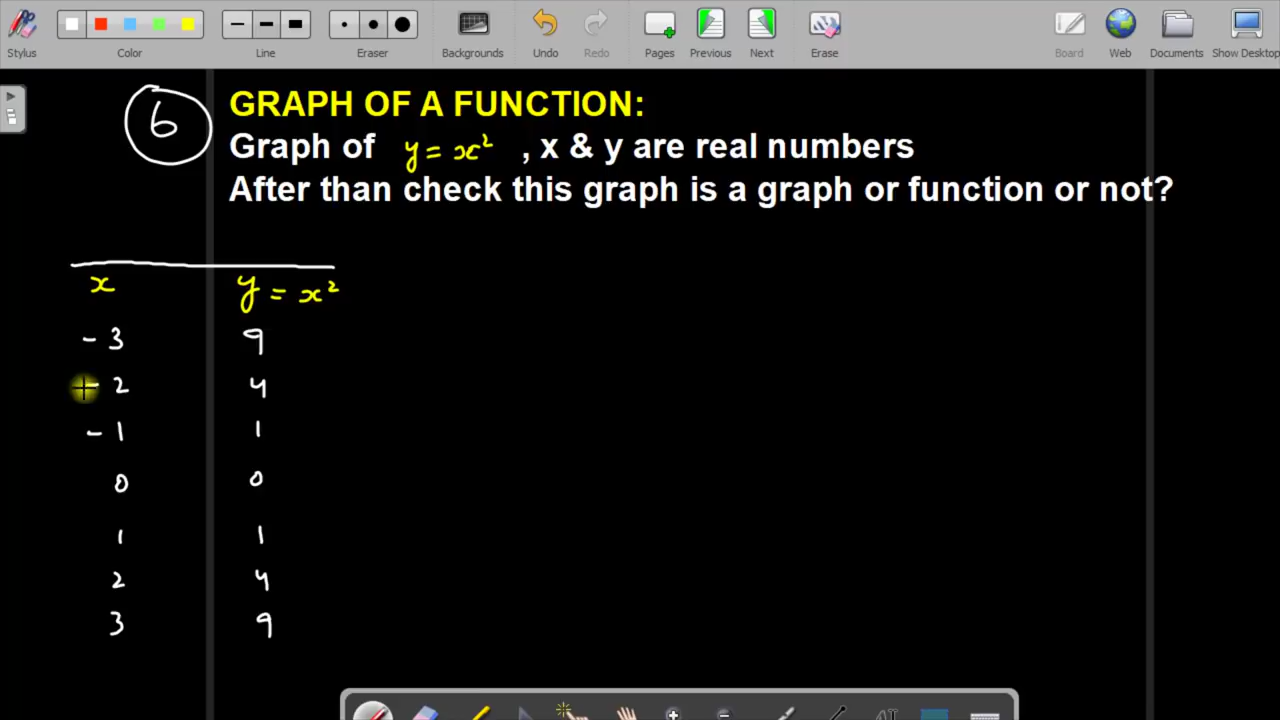 Stylus Color Line Eraser Backgrounds Undo Redo Pages Previous Next Erase Board Web Documents Show Desktop
6
GRAPH OF A FUNCTION:
Graph of y = x² , x & y are real numbers
After than check this graph is a graph or function or not?
x y = x²
- 3 9
- 2 4
- 1 1
0 0
1 1
2 4
3 9